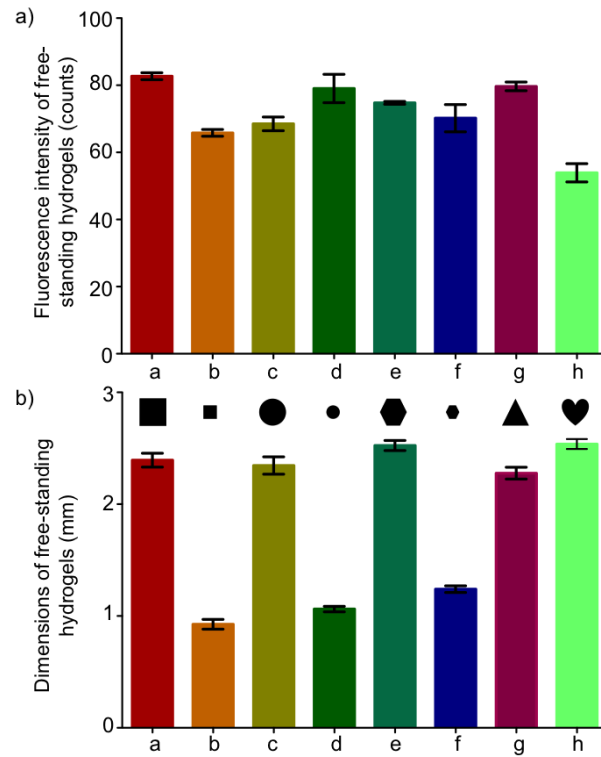 a)
Fluorescence intensity of free-
standing hydrogels (counts)
100
80
60
40
20
0
a b c d e f g h
b)
Dimensions of free-standing
hydrogels (mm)
3
2
1
0
a b c d e f g h